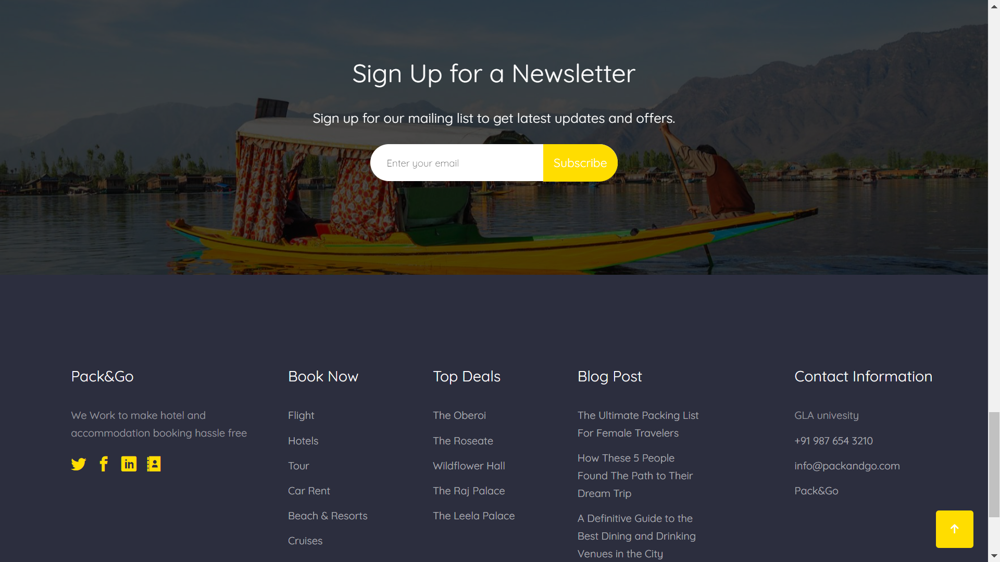 Sign Up for a Newsletter
Sign up for our mailing list to get latest updates and offers.
Enter your email
Subscribe
Pack&Go
We Work to make hotel and
accommodation booking hassle free
Book Now
Flight
Hotels
Tour
Car Rent
Beach & Resorts
Cruises
Top Deals
The Oberoi
The Roseate
Wildflower Hall
The Raj Palace
The Leela Palace
Blog Post
The Ultimate Packing List
For Female Travelers
How These 5 People
Found The Path to Their
Dream Trip
A Definitive Guide to the
Best Dining and Drinking
Venues in the City
Contact Information
GLA univesity
+91 987 654 3210
info@packandgo.com
Pack&Go